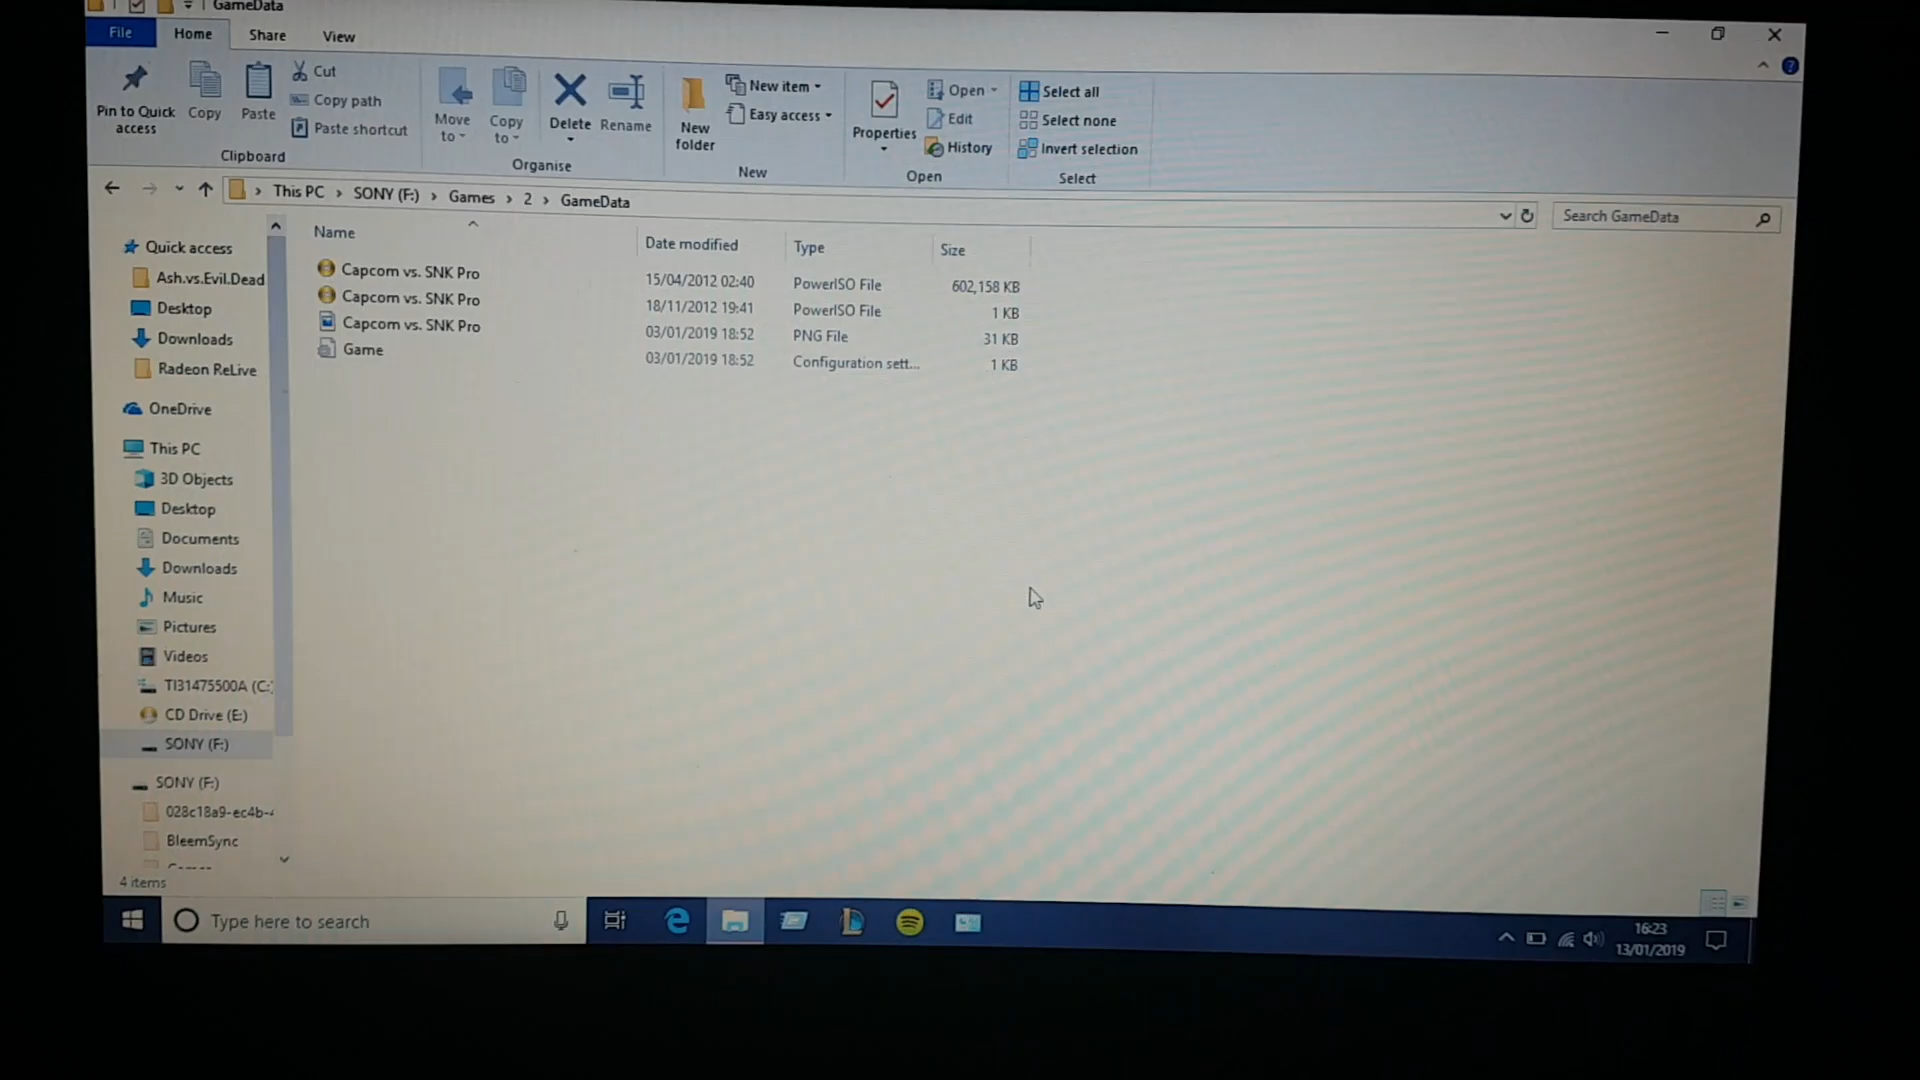 GameData
File Home Share View
Pin to Quick access
Copy
Paste
Cut
Copy path
Paste shortcut
Clipboard
Move to
Copy to
Delete
Rename
Organise
New folder
New item
Easy access
New
Properties
Open
Edit
History
Open
Select all
Select none
Invert selection
Select
This PC > SONY (F:) > Games > 2 > GameData
Search GameData
Name Date modified Type Size
Capcom vs. SNK Pro 15/04/2012 02:40 PowerISO File 602,158 KB
Capcom vs. SNK Pro 18/11/2012 19:41 PowerISO File 1 KB
Capcom vs. SNK Pro 03/01/2019 18:52 PNG File 31 KB
Game 03/01/2019 18:52 Configuration sett... 1 KB
Quick access
Ash.vs.Evil.Dead
Desktop
Downloads
Radeon ReLive
OneDrive
This PC
3D Objects
Desktop
Documents
Downloads
Music
Pictures
Videos
TI31475500A (C:)
CD Drive (E:)
SONY (F:)
SONY (F:)
028c18a9-ec4b-4
BleemSync
4 items
Type here to search
16:23
13/01/2019